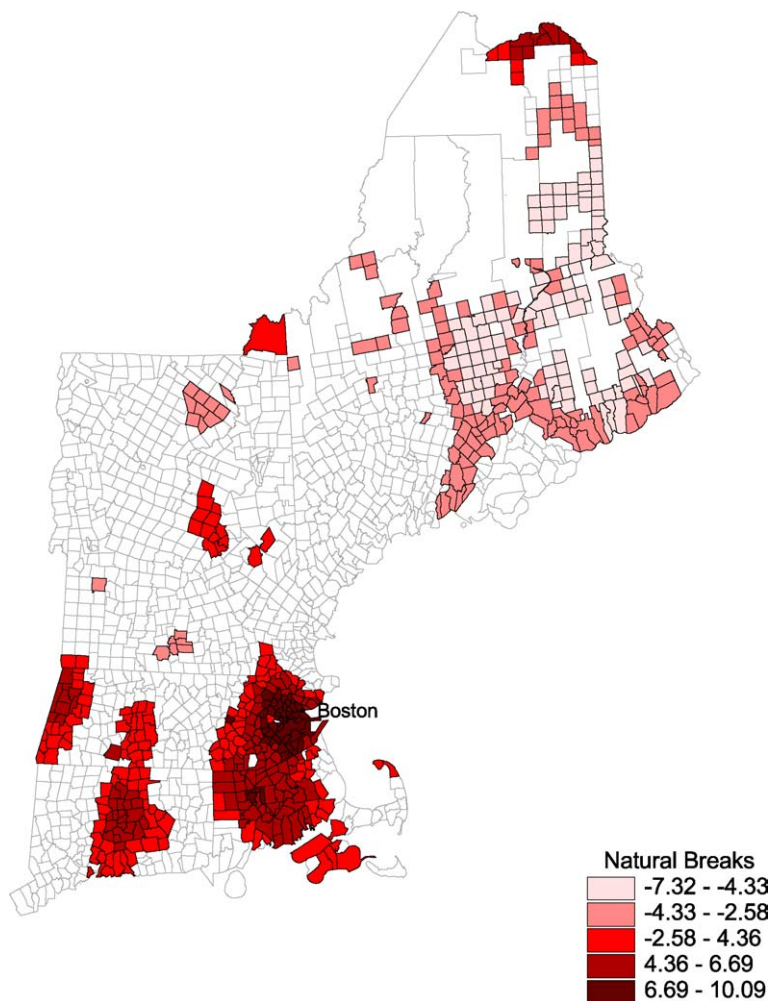 Boston
Natural Breaks
-7.32 - -4.33
-4.33 - -2.58
-2.58 - 4.36
4.36 - 6.69
6.69 - 10.09